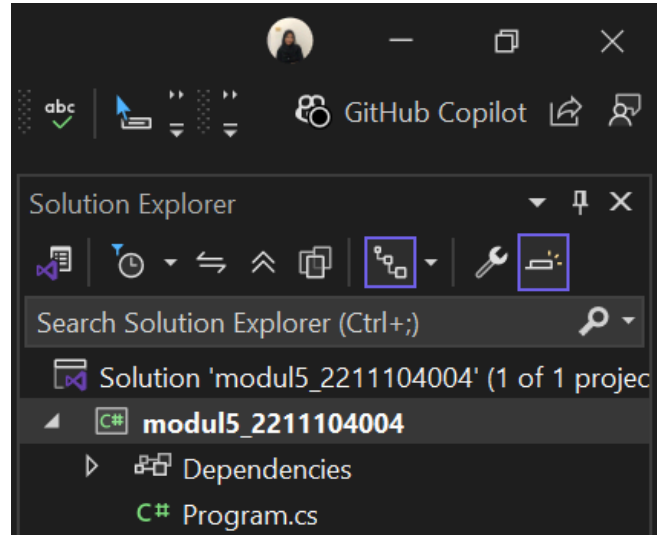 abc
GitHub Copilot
Solution Explorer
Search Solution Explorer (Ctrl+;)
Solution 'modul5_2211104004' (1 of 1 projec
C# modul5_2211104004
Dependencies
C# Program.cs